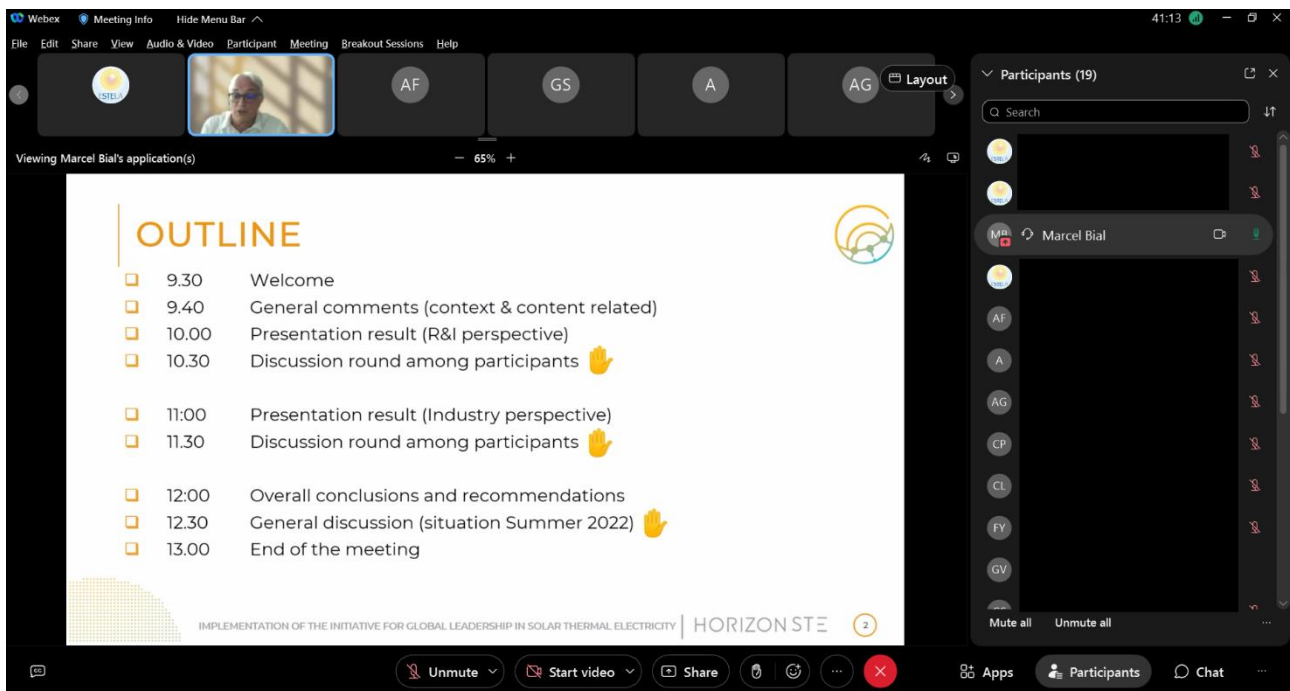 Webex Meeting Info Hide Menu Bar 41:13
File Edit Share View Audio & Video Participant Meeting Breakout Sessions Help
ESTELA AF GS A AG Layout
Participants (19)
Search
Viewing Marcel Bial's application(s) — 65% +
ESTELA
ESTELA
MB Marcel Bial
ESTELA
AF
A
AG
CP
CL
FY
GV
OUTLINE
9.30 Welcome
9.40 General comments (context & content related)
10.00 Presentation result (R&I perspective)
10.30 Discussion round among participants
11:00 Presentation result (Industry perspective)
11.30 Discussion round among participants
12:00 Overall conclusions and recommendations
12.30 General discussion (situation Summer 2022)
13.00 End of the meeting
IMPLEMENTATION OF THE INITIATIVE FOR GLOBAL LEADERSHIP IN SOLAR THERMAL ELECTRICITY | HORIZON STE 2
Mute all Unmute all ...
CC Unmute Start video Share ... Apps Participants Chat ...